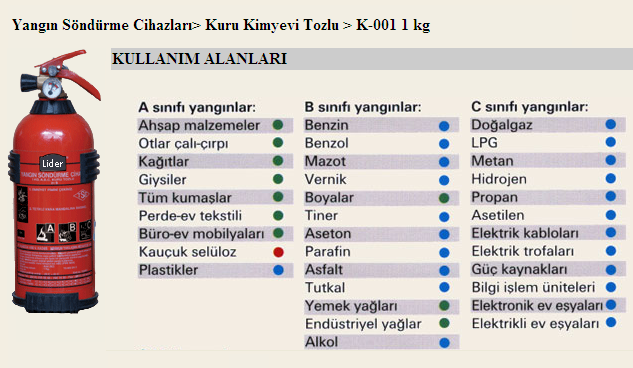 Yangın Söndürme Cihazları> Kuru Kimyevi Tozlu > K-001 1 kg
KULLANIM ALANLARI
Lider
YANGIN SÖNDÜRME
A B C
A sınıfı yangınlar:
Ahşap malzemeler
Otlar çalı-çırpı
Kağıtlar
Giysiler
Tüm kumaşlar
Perde-ev tekstili
Büro-ev mobilyaları
Kauçuk selüloz
Plastikler
B sınıfı yangınlar:
Benzin
Benzol
Mazot
Vernik
Boyalar
Tiner
Aseton
Parafin
Asfalt
Tutkal
Yemek yağları
Endüstriyel yağlar
Alkol
C sınıfı yangınlar:
Doğalgaz
LPG
Metan
Hidrojen
Propan
Asetilen
Elektrik kabloları
Elektrik trofaları
Güç kaynakları
Bilgi işlem üniteleri
Elektronik ev eşyaları
Elektrikli ev eşyaları